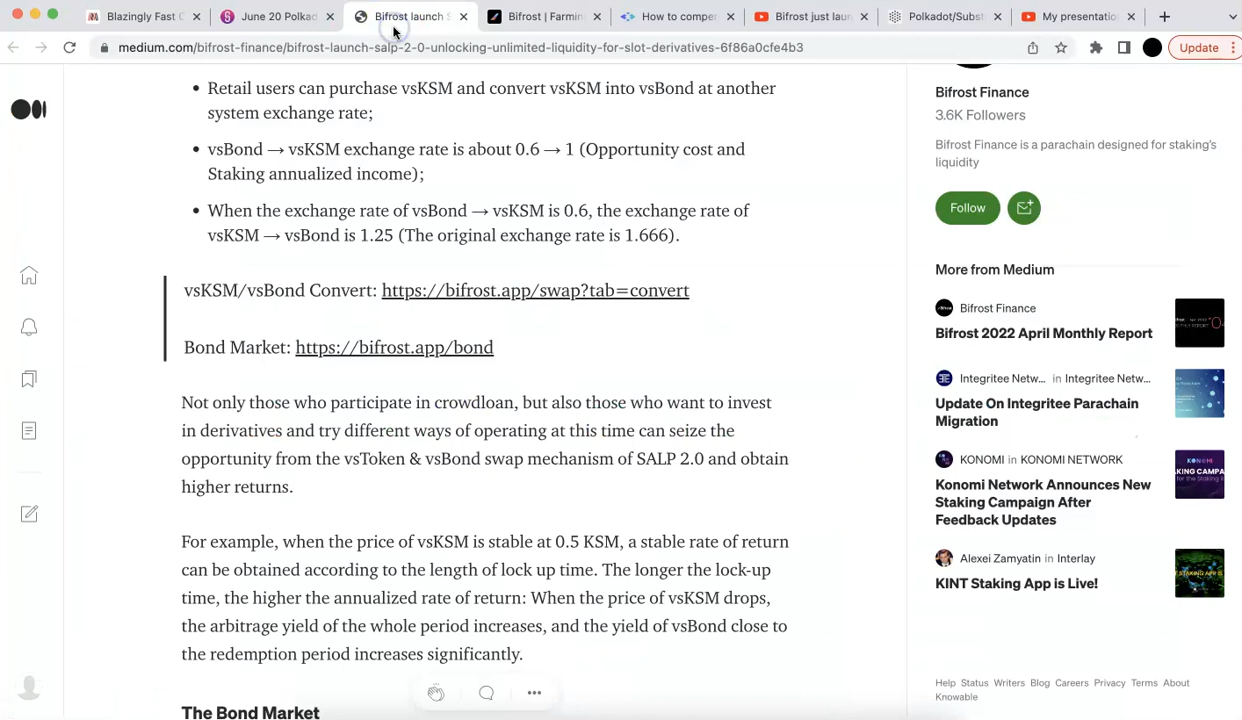 Blazingly Fast C
June 20 Polkad
Bifrost launch S
Bifrost | Farmin
How to comper
Bifrost just laun
Polkadot/Subst
My presentatio
medium.com/bifrost-finance/bifrost-launch-salp-2-0-unlocking-unlimited-liquidity-for-slot-derivatives-6f86a0cfe4b3
Update
• Retail users can purchase vsKSM and convert vsKSM into vsBond at another
system exchange rate;
• vsBond → vsKSM exchange rate is about 0.6 → 1 (Opportunity cost and
Staking annualized income);
• When the exchange rate of vsBond → vsKSM is 0.6, the exchange rate of
vsKSM → vsBond is 1.25 (The original exchange rate is 1.666).
vsKSM/vsBond Convert: https://bifrost.app/swap?tab=convert
Bond Market: https://bifrost.app/bond
Not only those who participate in crowdloan, but also those who want to invest
in derivatives and try different ways of operating at this time can seize the
opportunity from the vsToken & vsBond swap mechanism of SALP 2.0 and obtain
higher returns.
For example, when the price of vsKSM is stable at 0.5 KSM, a stable rate of return
can be obtained according to the length of lock up time. The longer the lock-up
time, the higher the annualized rate of return: When the price of vsKSM drops,
the arbitrage yield of the whole period increases, and the yield of vsBond close to
the redemption period increases significantly.
The Bond Market
Bifrost Finance
3.6K Followers
Bifrost Finance is a parachain designed for staking's
liquidity
Follow
More from Medium
Bifrost Finance
Bifrost 2022 April Monthly Report
Integritee Netw... in Integritee Netw...
Update On Integritee Parachain
Migration
KONOMI in KONOMI NETWORK
Konomi Network Announces New
Staking Campaign After
Feedback Updates
Alexei Zamyatin in Interlay
KINT Staking App is Live!
Help Status Writers Blog Careers Privacy Terms About
Knowable